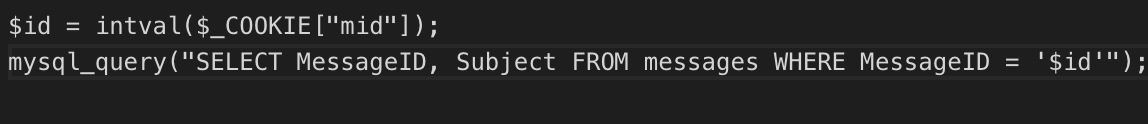 $id = intval($_COOKIE["mid"]);
mysql_query("SELECT MessageID, Subject FROM messages WHERE MessageID = '$id'");